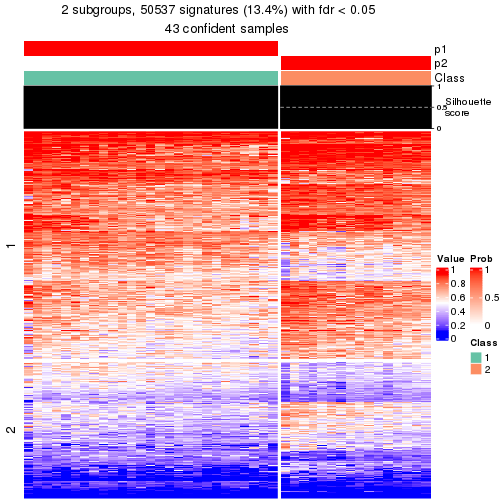 2 subgroups, 50537 signatures (13.4%) with fdr < 0.05
43 confident samples
p1
p2
Class
1
0.5
0
Silhouette
score
1
2
Value
1
0.8
0.6
0.4
0.2
0
Prob
1
0.5
0
Class
1
2